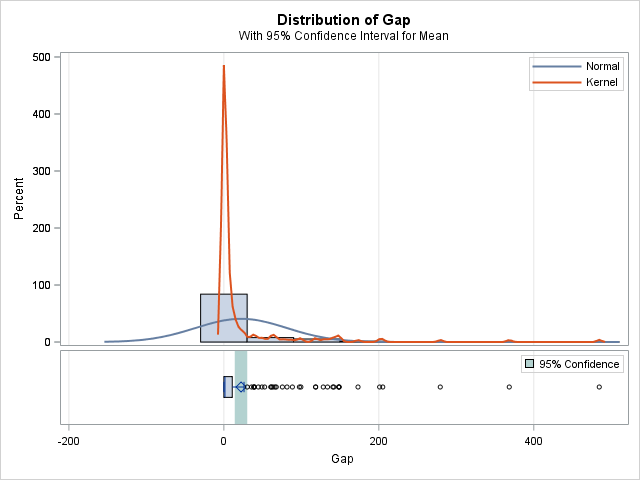 Distribution of Gap
With 95% Confidence Interval for Mean
500
400
300
200
100
0
Percent
Normal
Kernel
95% Confidence
-200
0
200
400
Gap